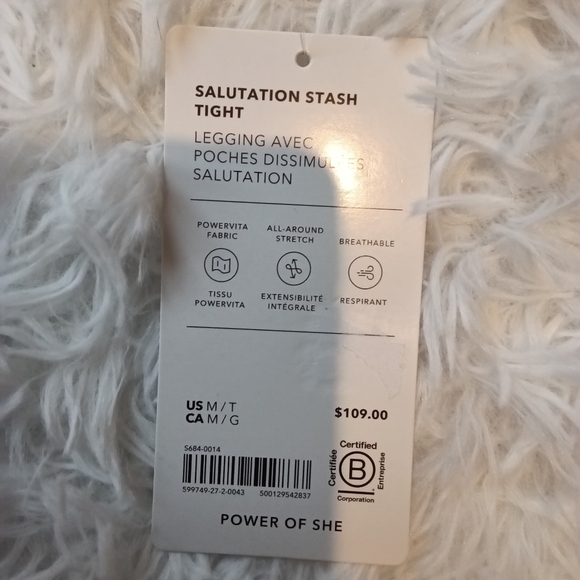 SALUTATION STASH
TIGHT
LEGGING AVEC
POCHES DISSIMULÉES
SALUTATION
POWERVITA
FABRIC
ALL-AROUND
STRETCH
BREATHABLE
TISSU
POWERVITA
EXTENSIBILITÉ
INTÉGRALE
RESPIRANT
US M / T
CA M / G
$109.00
S684-0014
599749-27-2-0043 500129542837
Certified
Certifiée
B
Entreprise
Corporation
POWER OF SHE